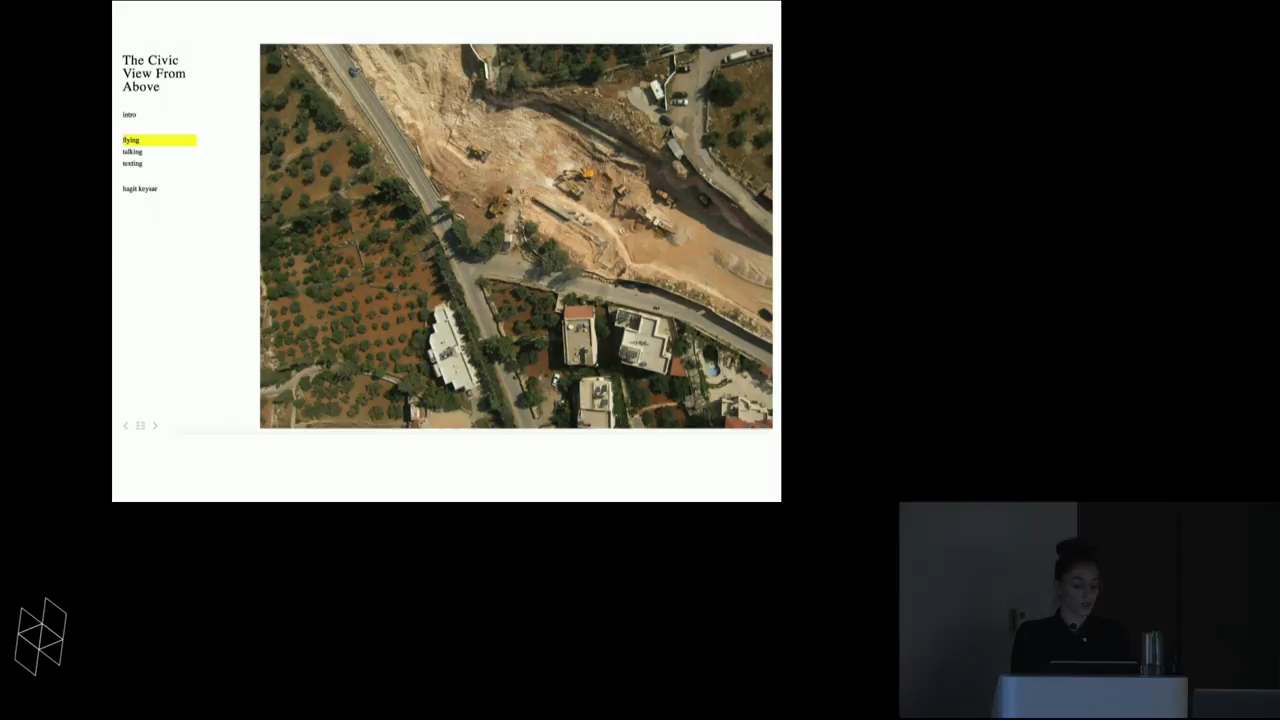 The Civic
View From
Above
intro
flying
talking
texting
hagit keysar